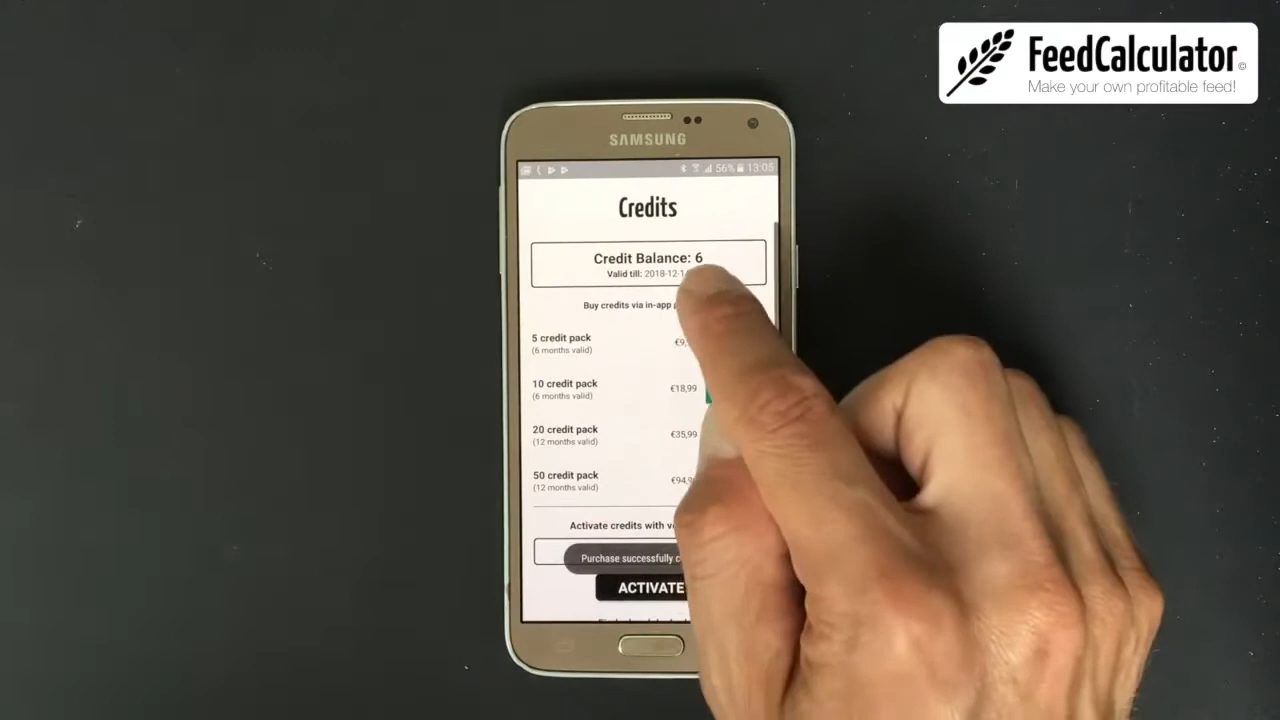 FeedCalculator©
Make your own profitable feed!
SAMSUNG
56% 13:05
Credits
Credit Balance: 6
Valid till: 2018-12-1
Buy credits via in-app
5 credit pack
(6 months valid)
€9,
10 credit pack
(6 months valid)
€18,99
20 credit pack
(12 months valid)
€35,99
50 credit pack
(12 months valid)
€94,9
Activate credits with
Purchase successfully
ACTIVATE